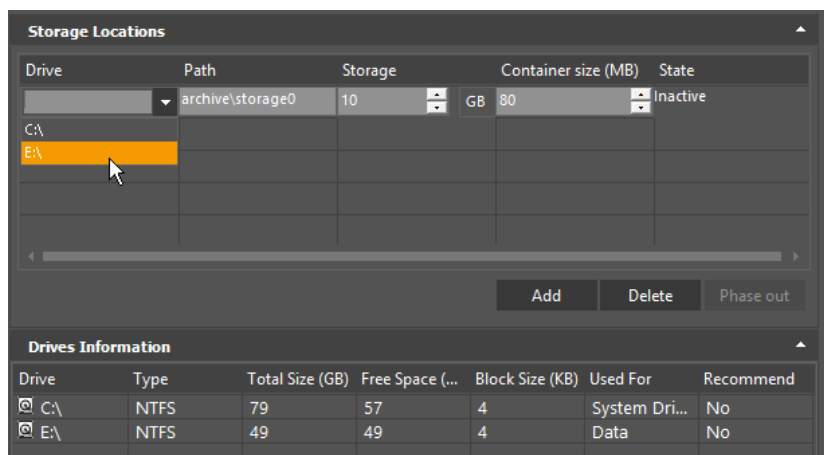 Storage Locations
Drive Path Storage Container size (MB) State
archive\storage0 10 GB 80 Inactive
C:\
E:\
Add Delete Phase out
Drives Information
Drive Type Total Size (GB) Free Space (... Block Size (KB) Used For Recommend
C:\ NTFS 79 57 4 System Dri... No
E:\ NTFS 49 49 4 Data No